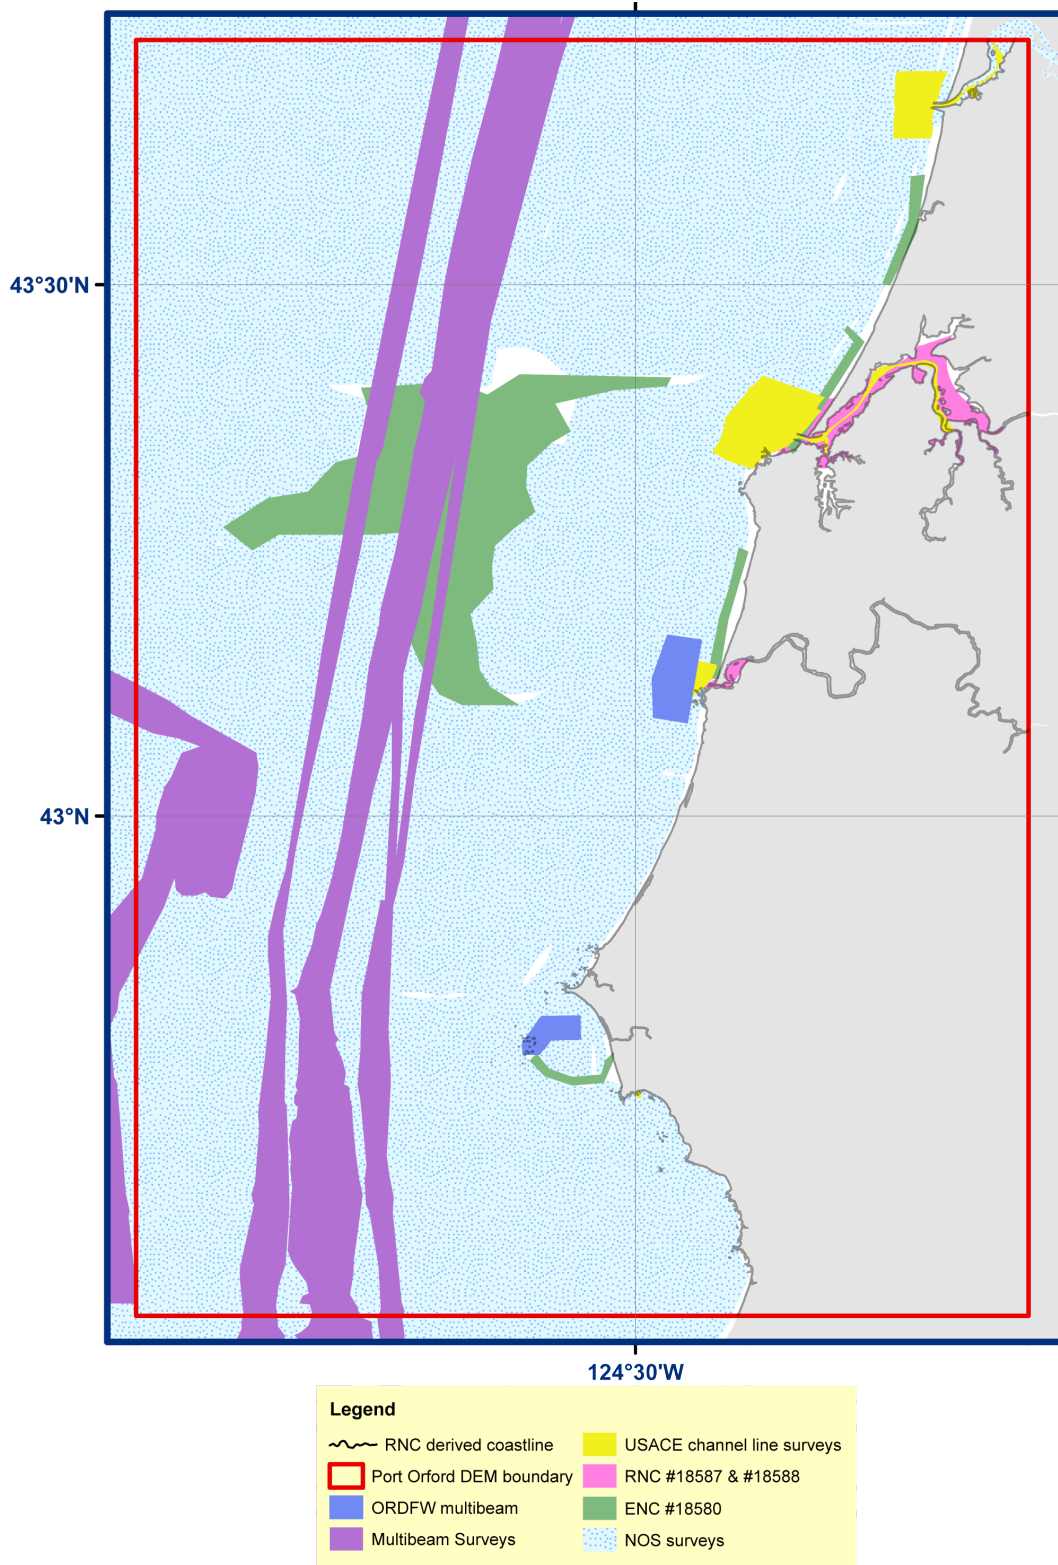 43°30'N
43°N
124°30'W
Legend
RNC derived coastline
Port Orford DEM boundary
ORDFW multibeam
Multibeam Surveys
USACE channel line surveys
RNC #18587 & #18588
ENC #18580
NOS surveys